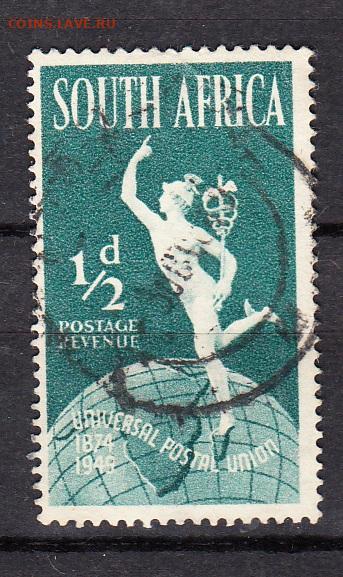 COINS.LAVE.RU
SOUTH AFRICA
½ d
POSTAGE
REVENUE
UNIVERSAL POSTAL UNION
1874
1949